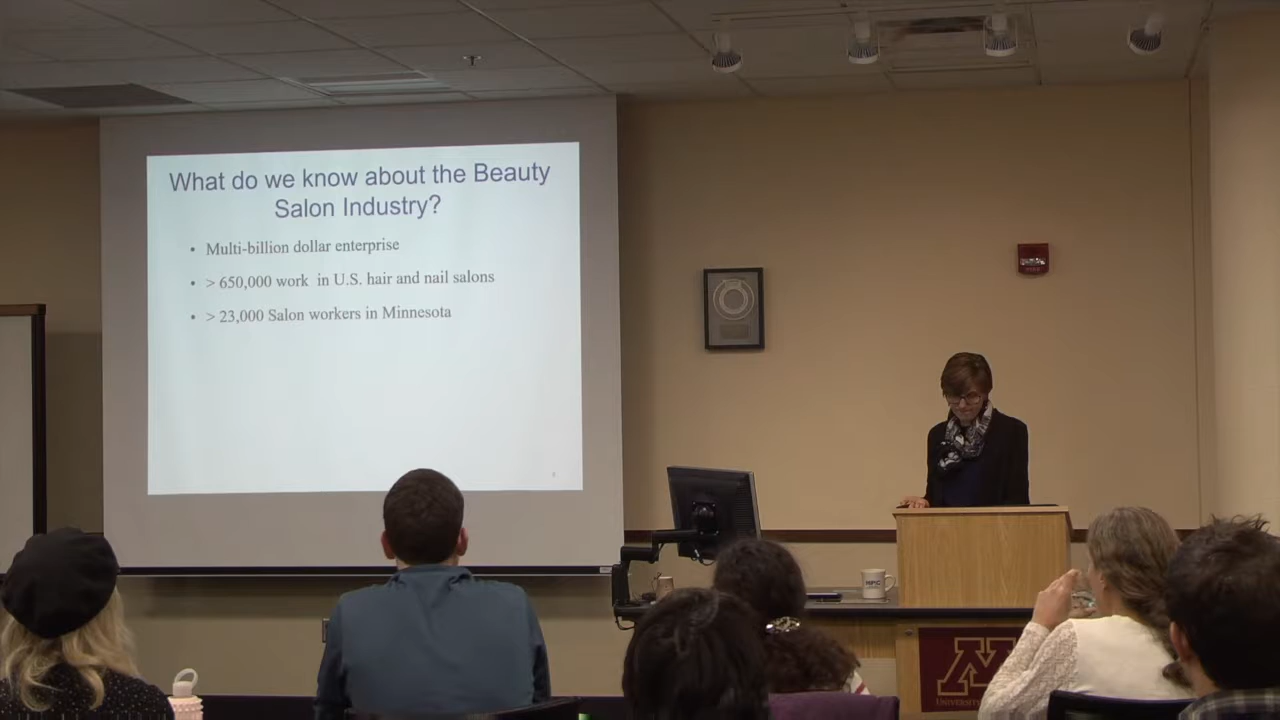 What do we know about the Beauty
Salon Industry?
• Multi-billion dollar enterprise
• > 650,000 work in U.S. hair and nail salons
• > 23,000 Salon workers in Minnesota
M
UNIVERSITY